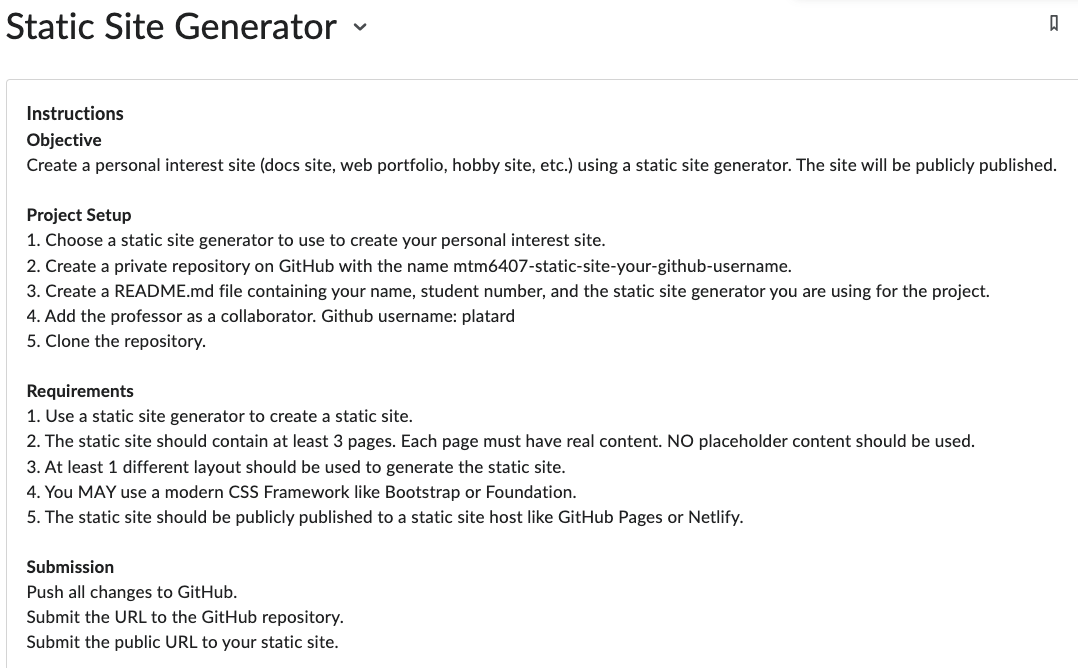 Static Site Generator
Instructions
Objective
Create a personal interest site (docs site, web portfolio, hobby site, etc.) using a static site generator. The site will be publicly published.
Project Setup
1. Choose a static site generator to use to create your personal interest site.
2. Create a private repository on GitHub with the name mtm6407-static-site-your-github-username.
3. Create a README.md file containing your name, student number, and the static site generator you are using for the project.
4. Add the professor as a collaborator. Github username: platard
5. Clone the repository.
Requirements
1. Use a static site generator to create a static site.
2. The static site should contain at least 3 pages. Each page must have real content. NO placeholder content should be used.
3. At least 1 different layout should be used to generate the static site.
4. You MAY use a modern CSS Framework like Bootstrap or Foundation.
5. The static site should be publicly published to a static site host like GitHub Pages or Netlify.
Submission
Push all changes to GitHub.
Submit the URL to the GitHub repository.
Submit the public URL to your static site.